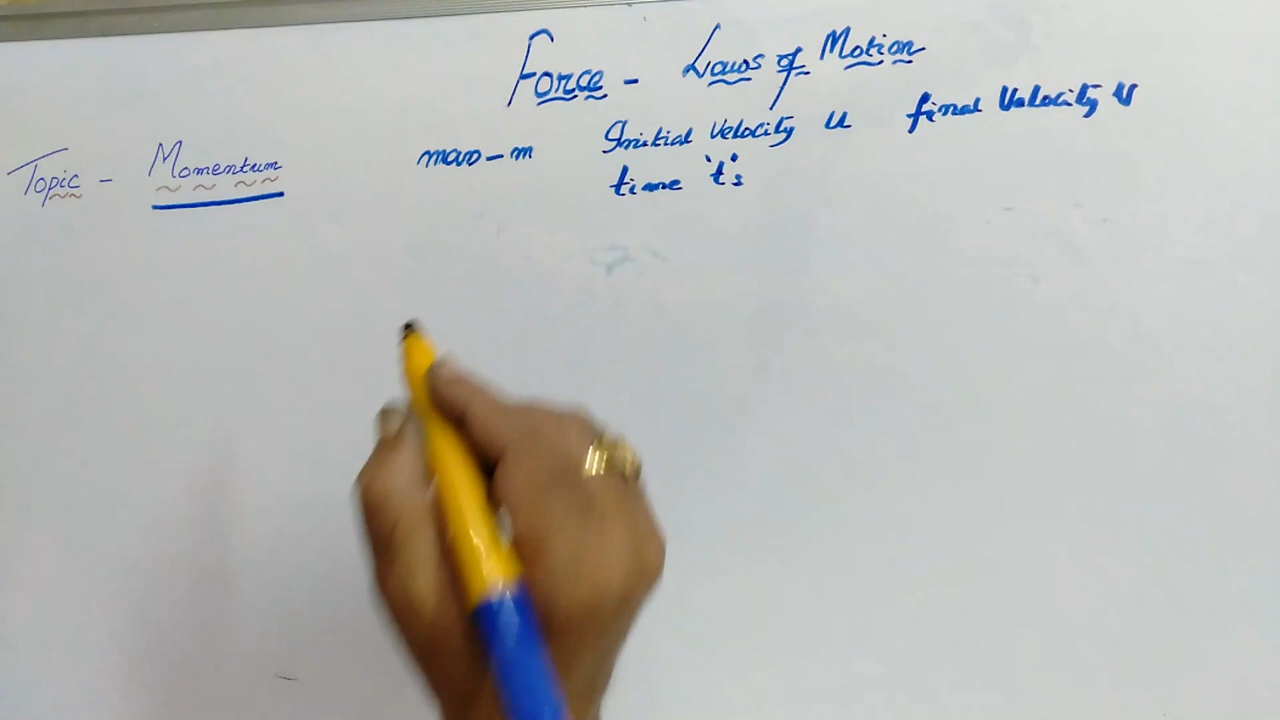 Force - Laws of Motion
Topic - Momentum
mass - m Initial Velocity u final Velocity v
time 't's